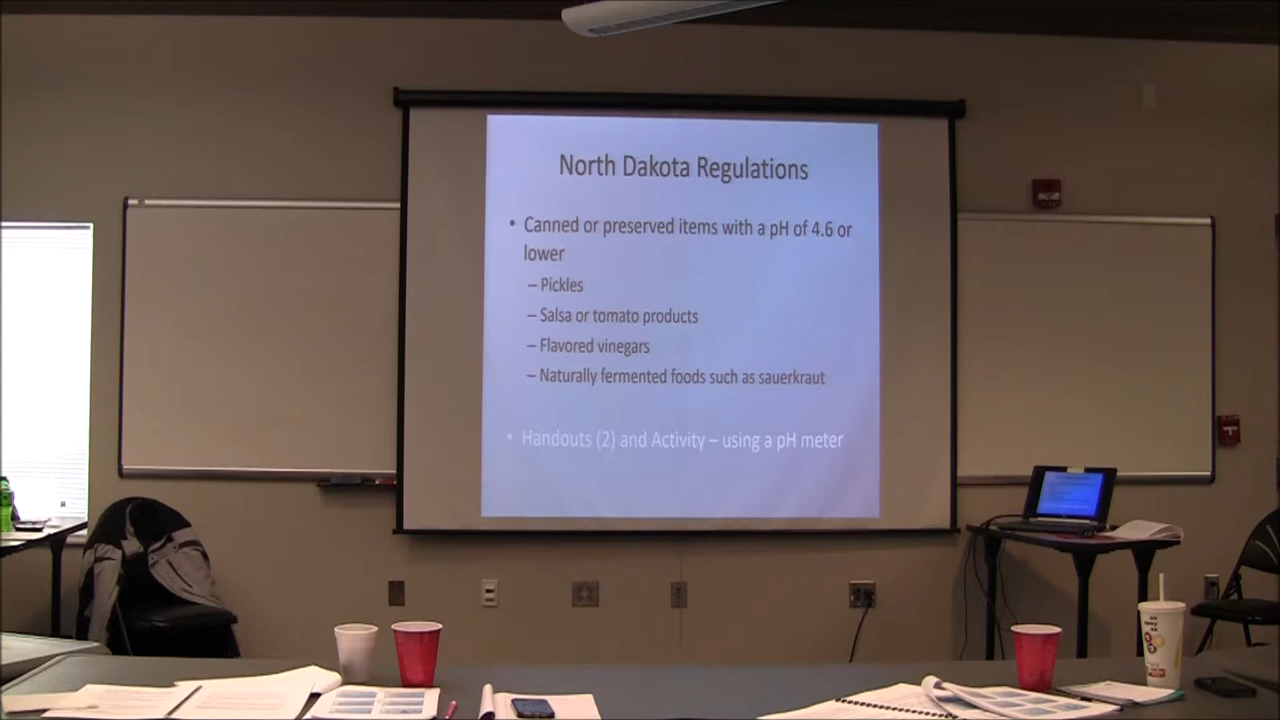 North Dakota Regulations
• Canned or preserved items with a pH of 4.6 or
lower
– Pickles
– Salsa or tomato products
– Flavored vinegars
– Naturally fermented foods such as sauerkraut
• Handouts (2) and Activity – using a pH meter